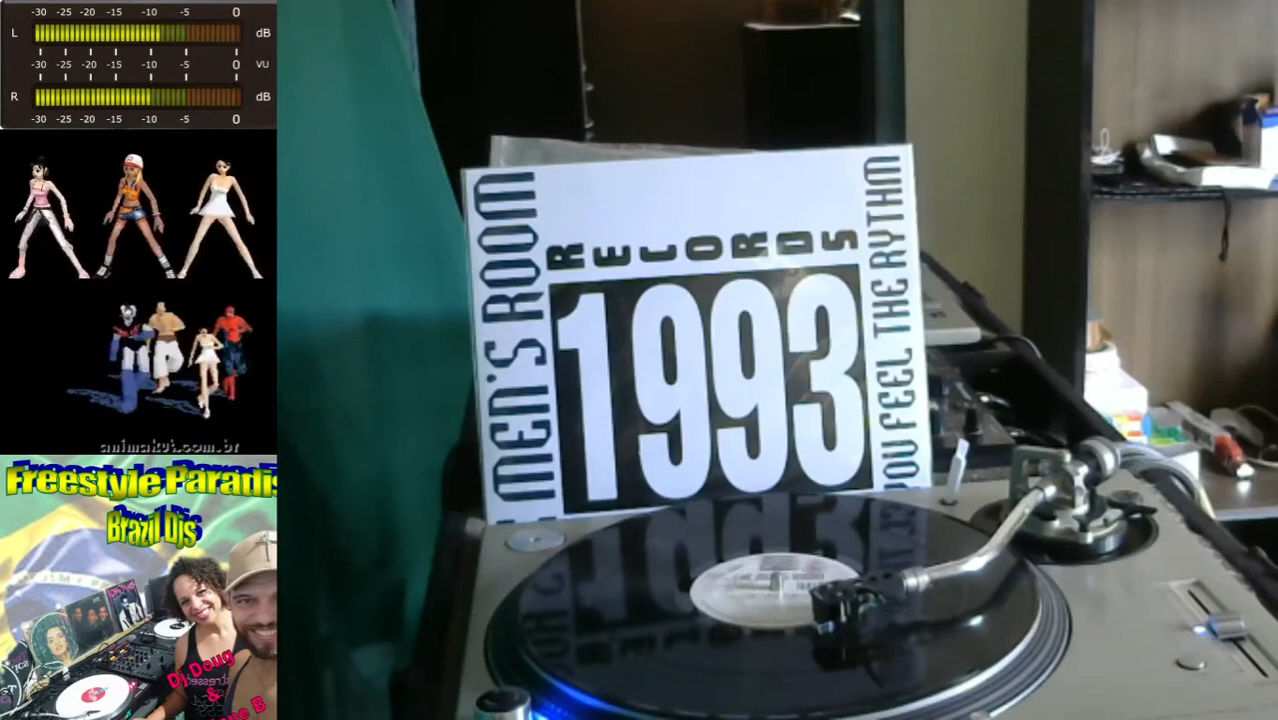 -30 -25 -20 -15 -10 -5 0
L dB
-30 -25 -20 -15 -10 -5 0 VU
R dB
-30 -25 -20 -15 -10 -5 0
animakut.com.br
Freestyle Paradis
Brazil Djs
Dj Doug
&
B
MEN'S ROOM
RECORDS
1993
YOU FEEL THE RYTHM